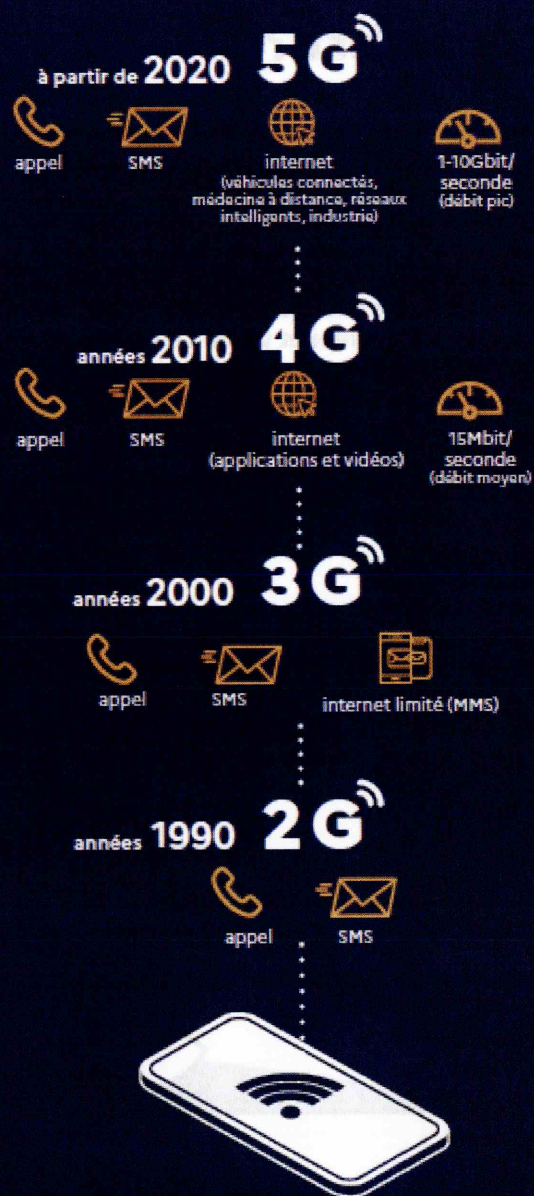 à partir de 2020 5G
appel
SMS
internet
(véhicules connectés,
médecine à distance, réseaux
intelligents, industrie)
1-10Gbit/
seconde
(débit pic)
années 2010 4G
appel
SMS
internet
(applications et vidéos)
15Mbit/
seconde
(débit moyen)
années 2000 3G
appel
SMS
internet limité (MMS)
années 1990 2G
appel
SMS